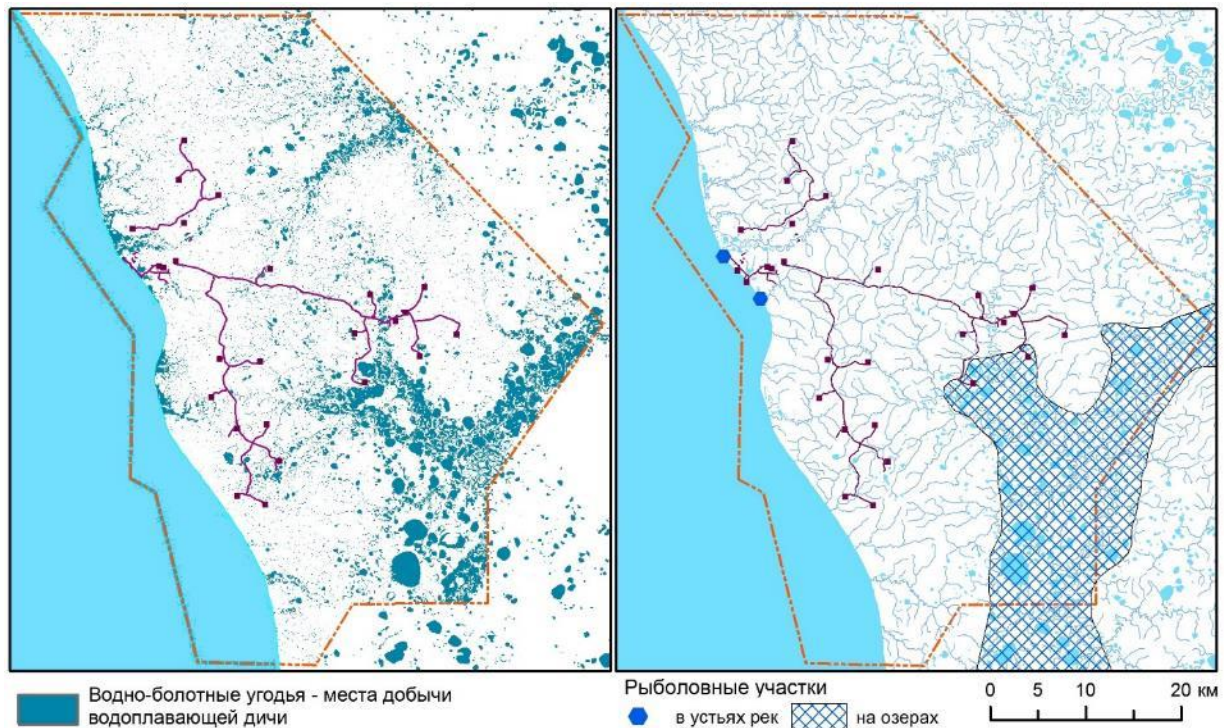 Водно-болотные угодья - места добычи
водоплавающей дичи
Рыболовные участки
в устьях рек
на озерах
0 5 10 20 км